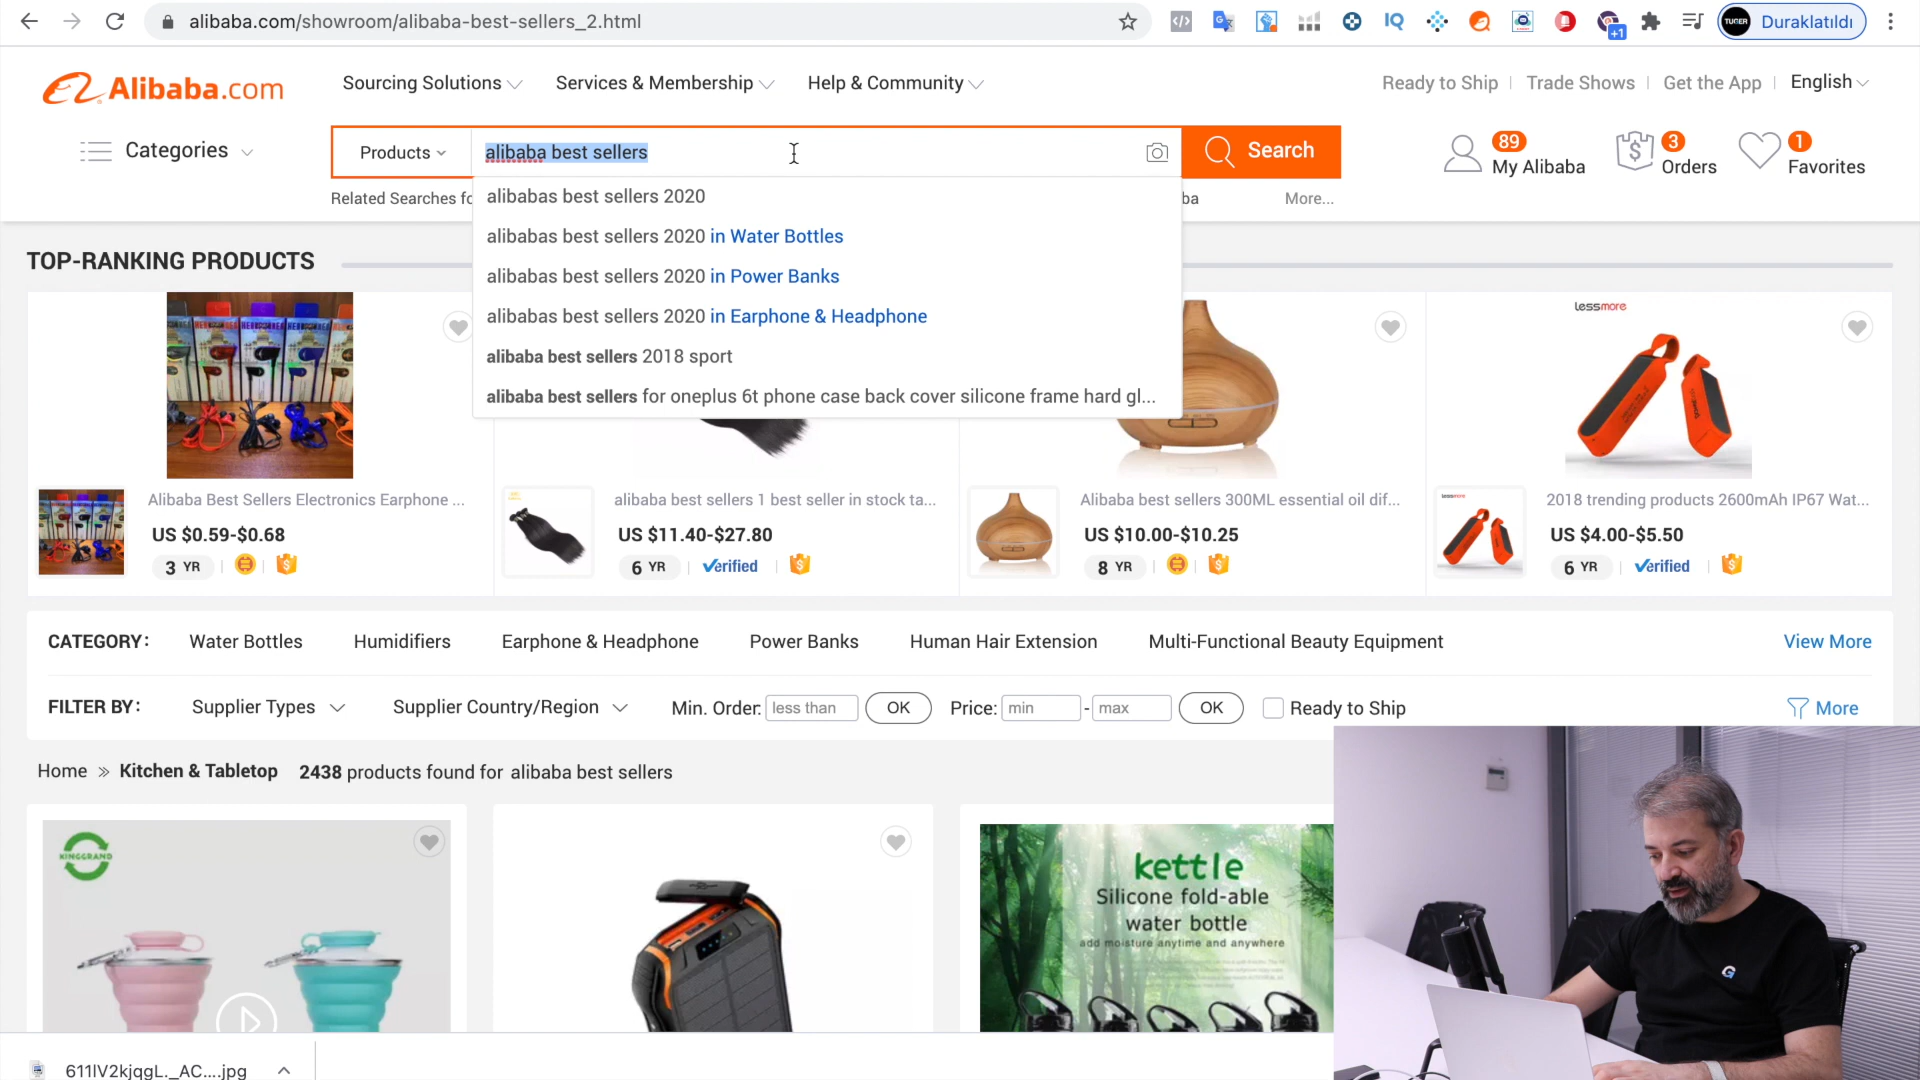 alibaba.com/showroom/alibaba-best-sellers_2.html
IQ
+1
TUNER
Duraklatıldı
Alibaba.com
Sourcing Solutions
Services & Membership
Help & Community
Ready to Ship
Trade Shows
Get the App
English
Categories
Products
alibaba best sellers
Search
89
My Alibaba
3
Orders
1
Favorites
Related Searches fo
ba
More...
alibabas best sellers 2020
alibabas best sellers 2020 in Water Bottles
alibabas best sellers 2020 in Power Banks
alibabas best sellers 2020 in Earphone & Headphone
alibaba best sellers 2018 sport
alibaba best sellers for oneplus 6t phone case back cover silicone frame hard gl...
TOP-RANKING PRODUCTS
lessmore
Alibaba Best Sellers Electronics Earphone ...
US $0.59-$0.68
3 YR
alibaba best sellers 1 best seller in stock ta...
US $11.40-$27.80
6 YR
Verified
Alibaba best sellers 300ML essential oil dif...
US $10.00-$10.25
8 YR
lessmore
2018 trending products 2600mAh IP67 Wat...
US $4.00-$5.50
6 YR
Verified
CATEGORY:
Water Bottles
Humidifiers
Earphone & Headphone
Power Banks
Human Hair Extension
Multi-Functional Beauty Equipment
View More
FILTER BY:
Supplier Types
Supplier Country/Region
Min. Order:
less than
OK
Price:
min
-
max
OK
Ready to Ship
More
Home » Kitchen & Tabletop
2438 products found for alibaba best sellers
KINGGRAND
kettle
Silicone fold-able
water bottle
add moisture anytime and anywhere
611lV2kjqgL._AC....jpg